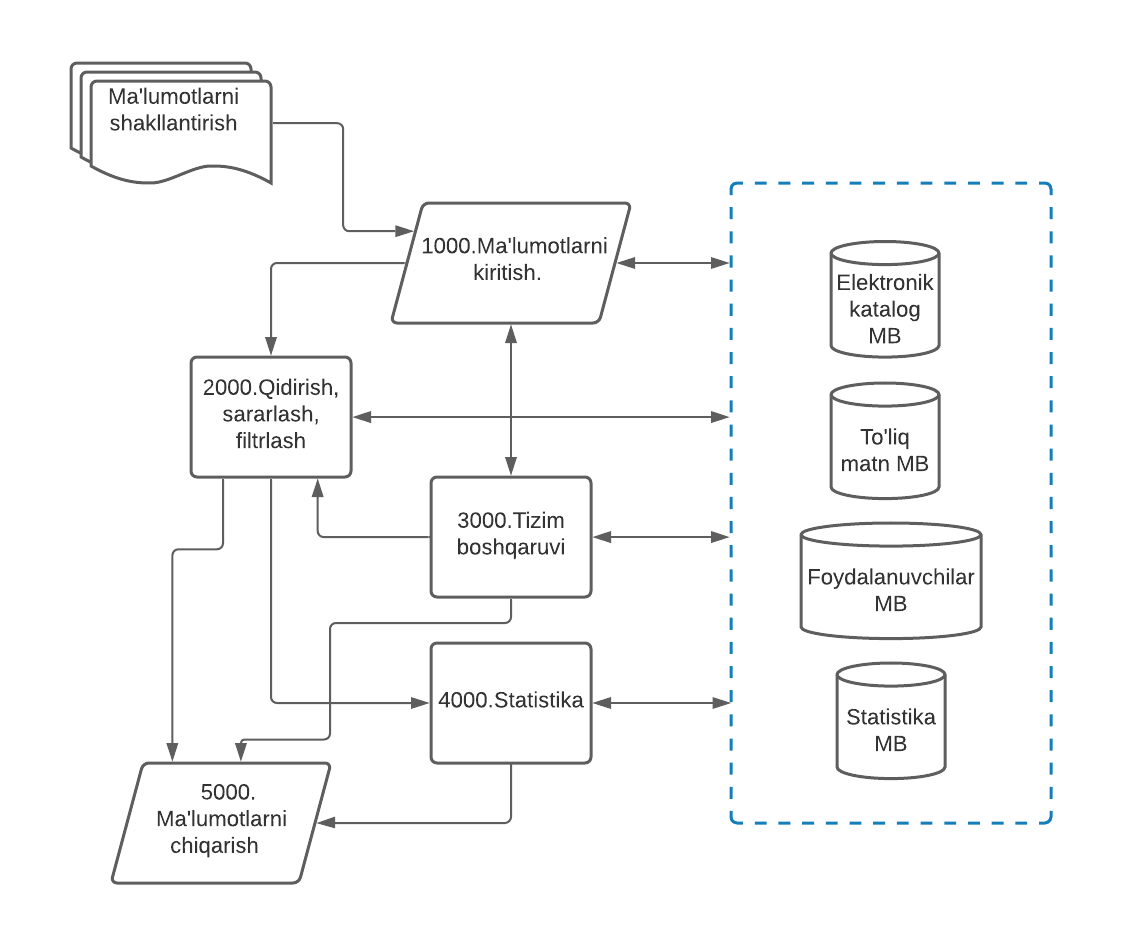 Ma'lumotlarni
shakllantirish
1000.Ma'lumotlarni
kiritish.
2000.Qidirish,
sararlash,
filtrlash
3000.Tizim
boshqaruvi
4000.Statistika
5000.
Ma'lumotlarni
chiqarish
Elektronik
katalog
MB
To'liq
matn MB
Foydalanuvchilar
MB
Statistika
MB